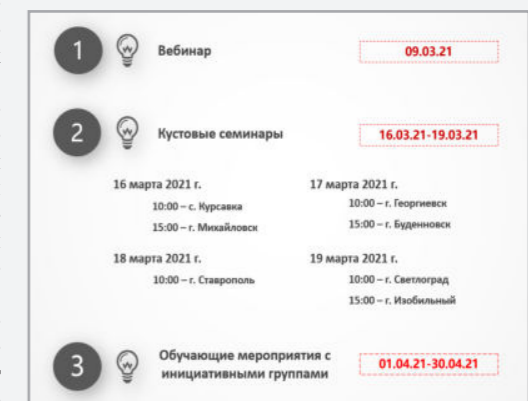 1 Вебинар 09.03.21
2 Кустовые семинары 16.03.21-19.03.21
16 марта 2021 г.
10:00 – с. Курсавка
15:00 – г. Михайловск
17 марта 2021 г.
10:00 – г. Георгиевск
15:00 – г. Буденновск
18 марта 2021 г.
10:00 – г. Ставрополь
19 марта 2021 г.
10:00 – г. Светлоград
15:00 – г. Изобильный
3 Обучающие мероприятия с
инициативными группами 01.04.21-30.04.21